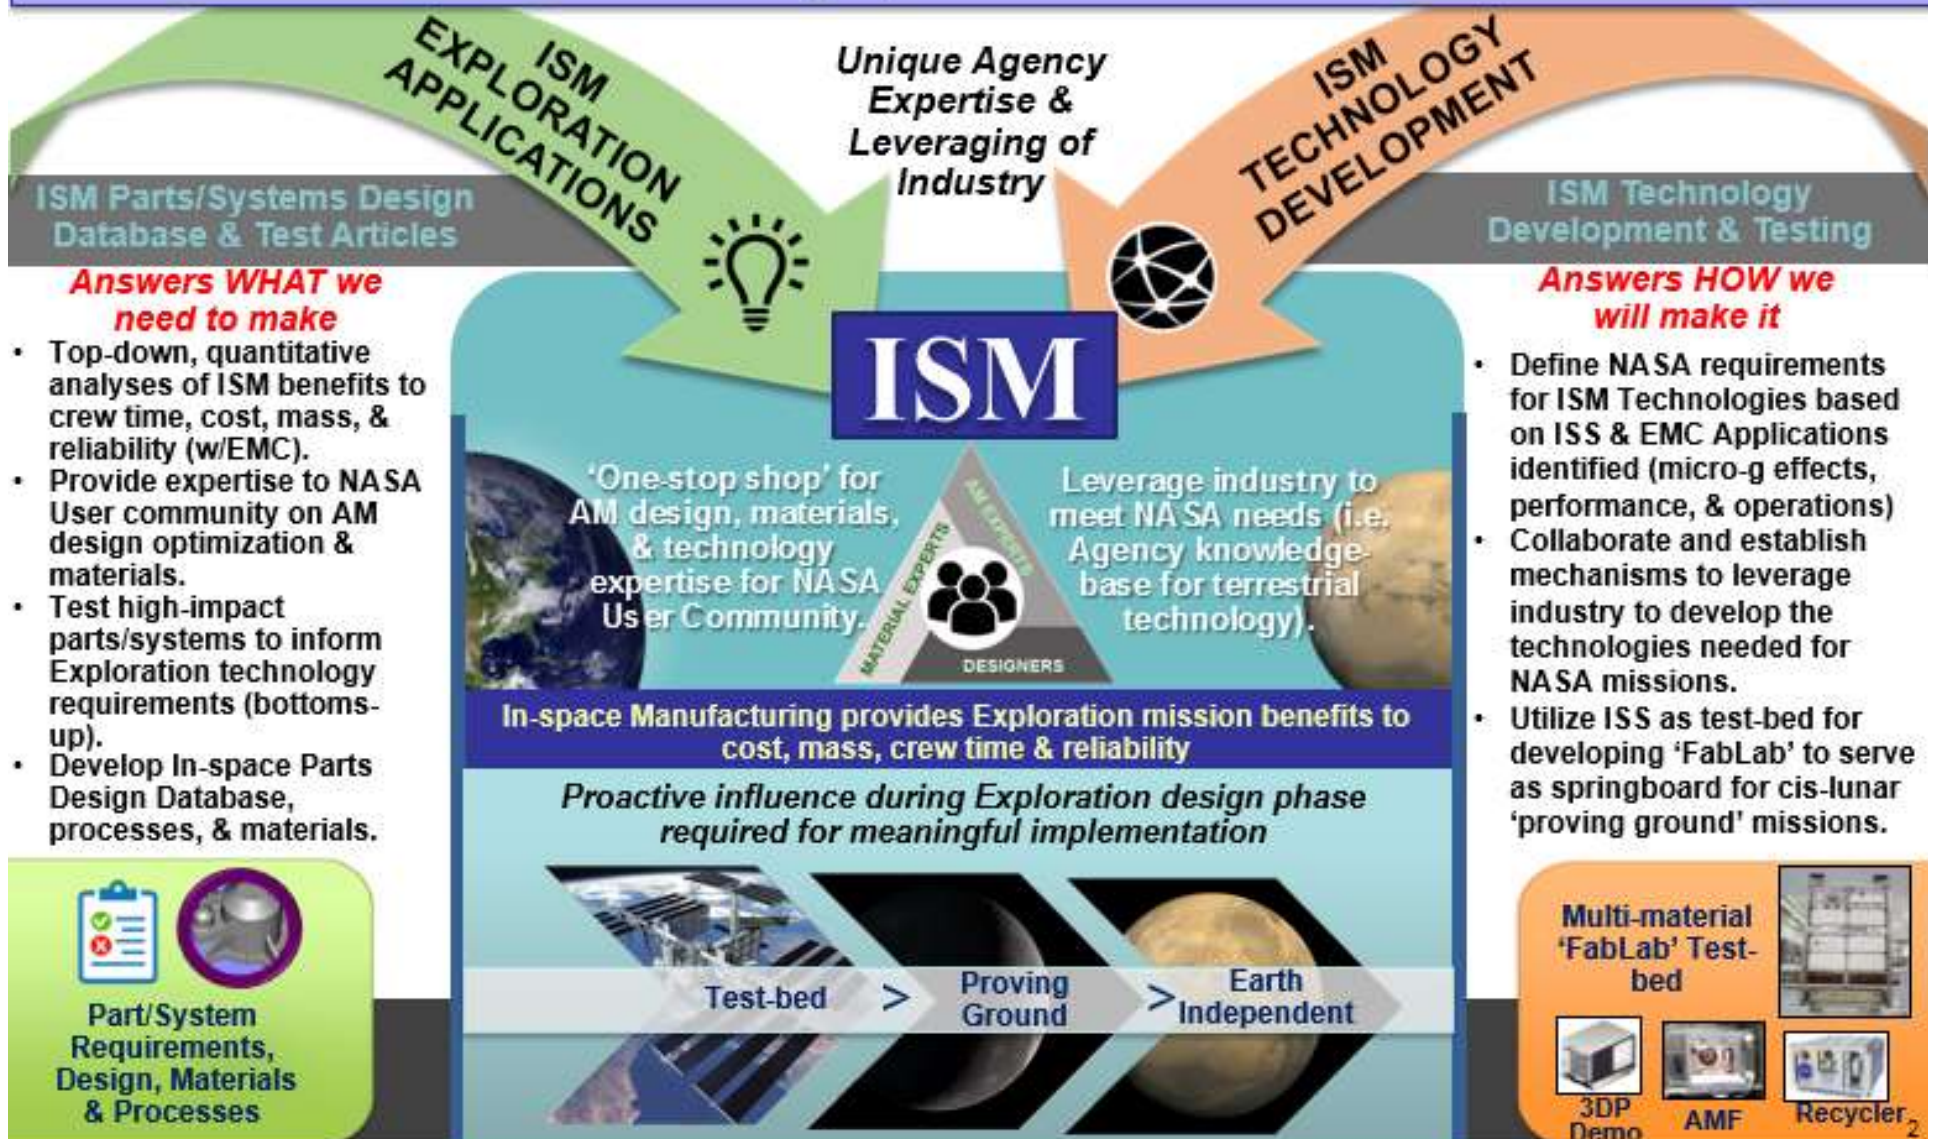 ISM
EXPLORATION
APPLICATIONS
Unique Agency
Expertise &
Leveraging of
Industry
ISM
TECHNOLOGY
DEVELOPMENT
ISM Parts/Systems Design
Database & Test Articles
Answers WHAT we
need to make
• Top-down, quantitative
analyses of ISM benefits to
crew time, cost, mass, &
reliability (w/EMC).
• Provide expertise to NASA
User community on AM
design optimization &
materials.
• Test high-impact
parts/systems to inform
Exploration technology
requirements (bottoms-
up).
• Develop In-space Parts
Design Database,
processes, & materials.
Part/System
Requirements,
Design, Materials
& Processes
ISM
'One-stop shop' for
AM design, materials,
& technology
expertise for NASA
User Community.
MATERIAL EXPERTS
AM EXPERTS
DESIGNERS
Leverage industry to
meet NASA needs (i.e.
Agency knowledge-
base for terrestrial
technology).
In-space Manufacturing provides Exploration mission benefits to
cost, mass, crew time & reliability
Proactive influence during Exploration design phase
required for meaningful implementation
Test-bed
>
Proving
Ground
>
Earth
Independent
ISM Technology
Development & Testing
Answers HOW we
will make it
• Define NASA requirements
for ISM Technologies based
on ISS & EMC Applications
identified (micro-g effects,
performance, & operations)
• Collaborate and establish
mechanisms to leverage
industry to develop the
technologies needed for
NASA missions.
• Utilize ISS as test-bed for
developing 'FabLab' to serve
as springboard for cis-lunar
'proving ground' missions.
Multi-material
'FabLab' Test-
bed
3DP
Demo
AMF
Recycler
2